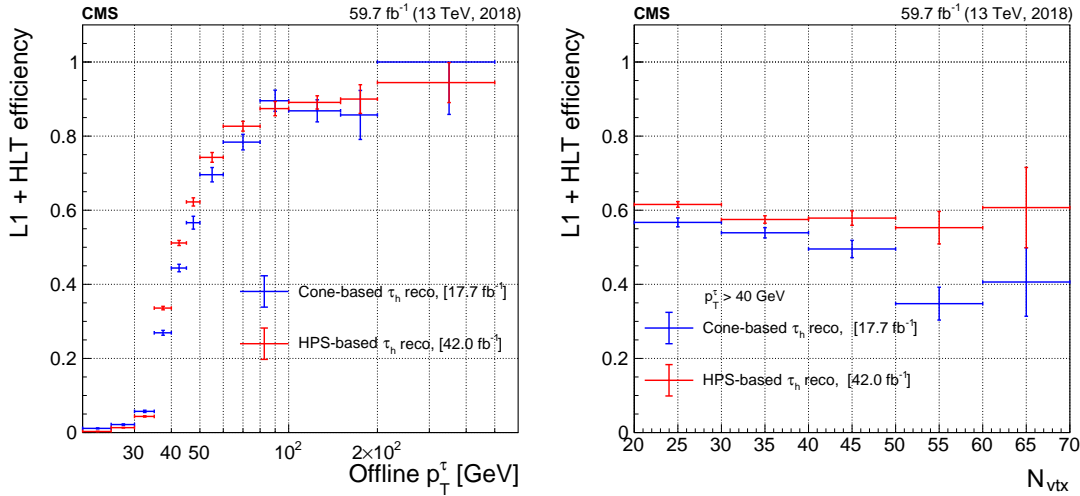 CMS 59.7 fb⁻¹ (13 TeV, 2018)
L1 + HLT efficiency
1
0.8
0.6
0.4
0.2
0
Cone-based τₕ reco, [17.7 fb⁻¹]
HPS-based τₕ reco, [42.0 fb⁻¹]
30 40 50 10² 2×10²
Offline p_T^τ [GeV]
CMS 59.7 fb⁻¹ (13 TeV, 2018)
L1 + HLT efficiency
1
0.8
0.6
0.4
0.2
0
p_T^τ > 40 GeV
Cone-based τₕ reco, [17.7 fb⁻¹]
HPS-based τₕ reco, [42.0 fb⁻¹]
20 25 30 35 40 45 50 55 60 65 70
N_vtx